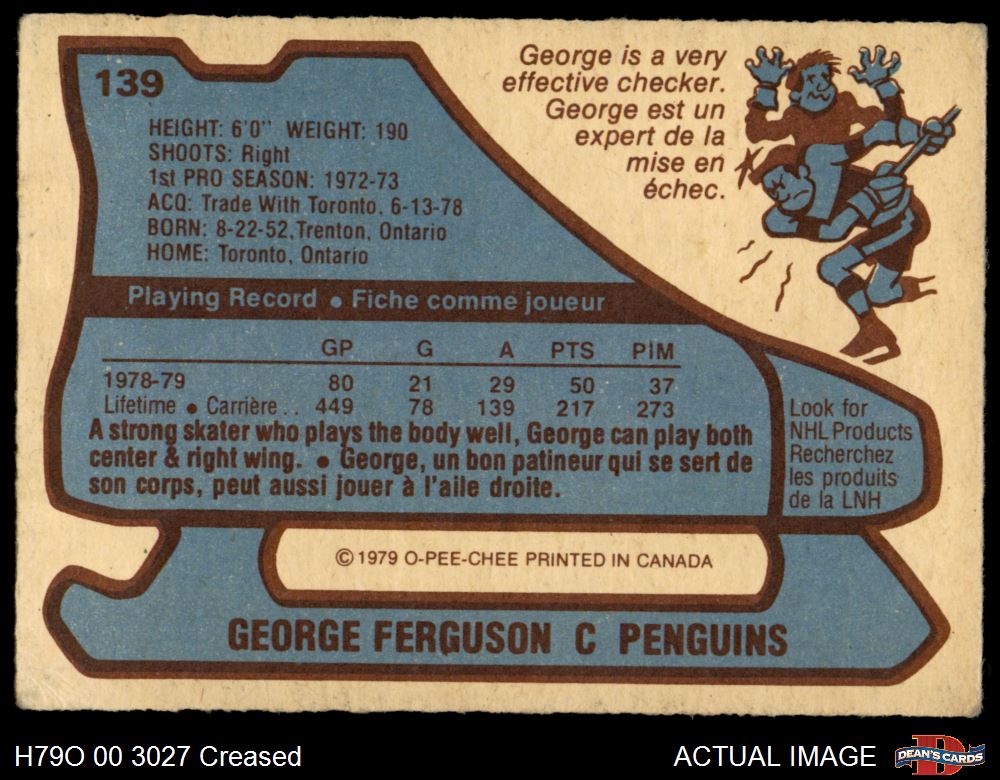 139
HEIGHT: 6'0" WEIGHT: 190
SHOOTS: Right
1st PRO SEASON: 1972-73
ACQ: Trade With Toronto, 6-13-78
BORN: 8-22-52, Trenton, Ontario
HOME: Toronto, Ontario
George is a very
effective checker.
George est un
expert de la
mise en
échec.
Playing Record • Fiche comme joueur
GP G A PTS PIM
1978-79 80 21 29 50 37
Lifetime • Carrière . . 449 78 139 217 273
A strong skater who plays the body well, George can play both
center & right wing. • George, un bon patineur qui se sert de
son corps, peut aussi jouer à l'aile droite.
Look for
NHL Products
Recherchez
les produits
de la LNH
© 1979 O-PEE-CHEE PRINTED IN CANADA
GEORGE FERGUSON C PENGUINS
H79O 00 3027 Creased
ACTUAL IMAGE
DEAN'S CARDS